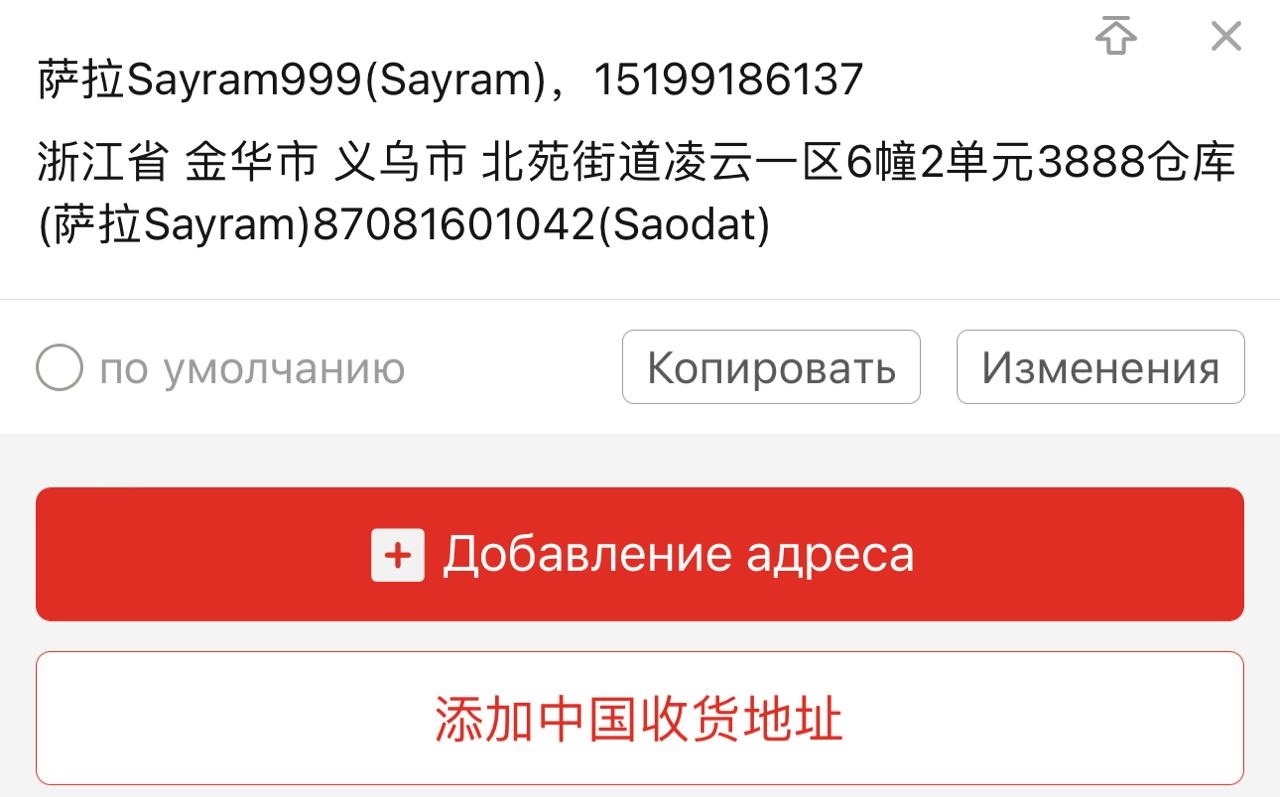 萨拉Sayram999(Sayram)，15199186137
浙江省 金华市 义乌市 北苑街道凌云一区6幢2单元3888仓库
(萨拉Sayram)87081601042(Saodat)
по умолчанию
Копировать
Изменения
Добавление адреса
添加中国收货地址